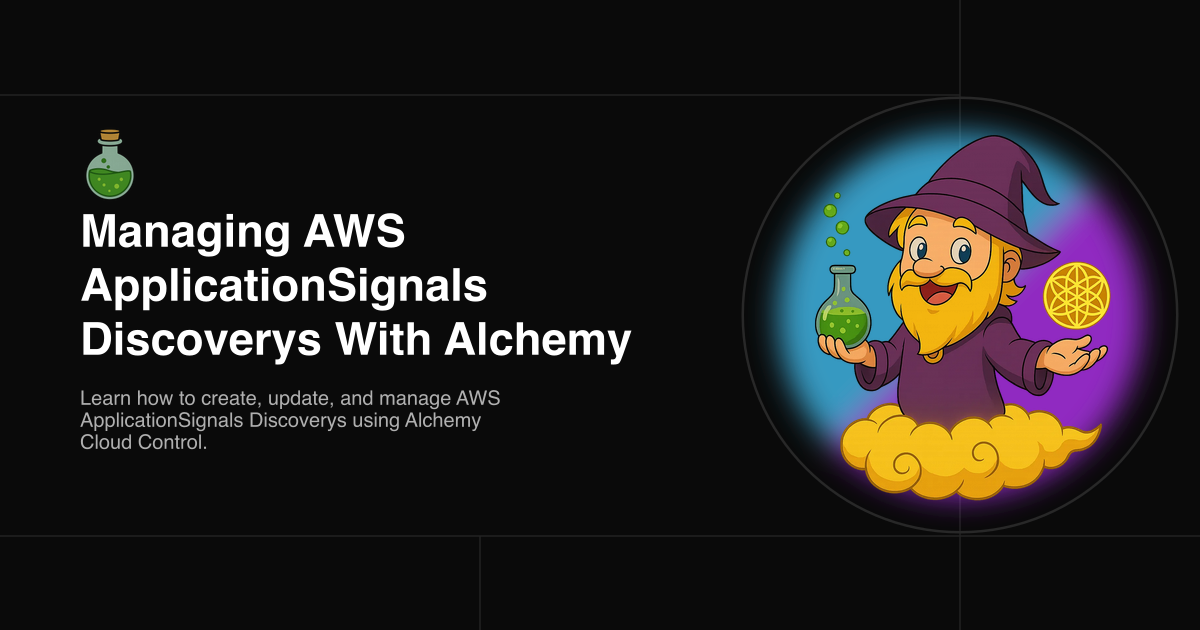 Managing AWS
ApplicationSignals
Discoverys With Alchemy
Learn how to create, update, and manage AWS
ApplicationSignals Discoverys using Alchemy
Cloud Control.